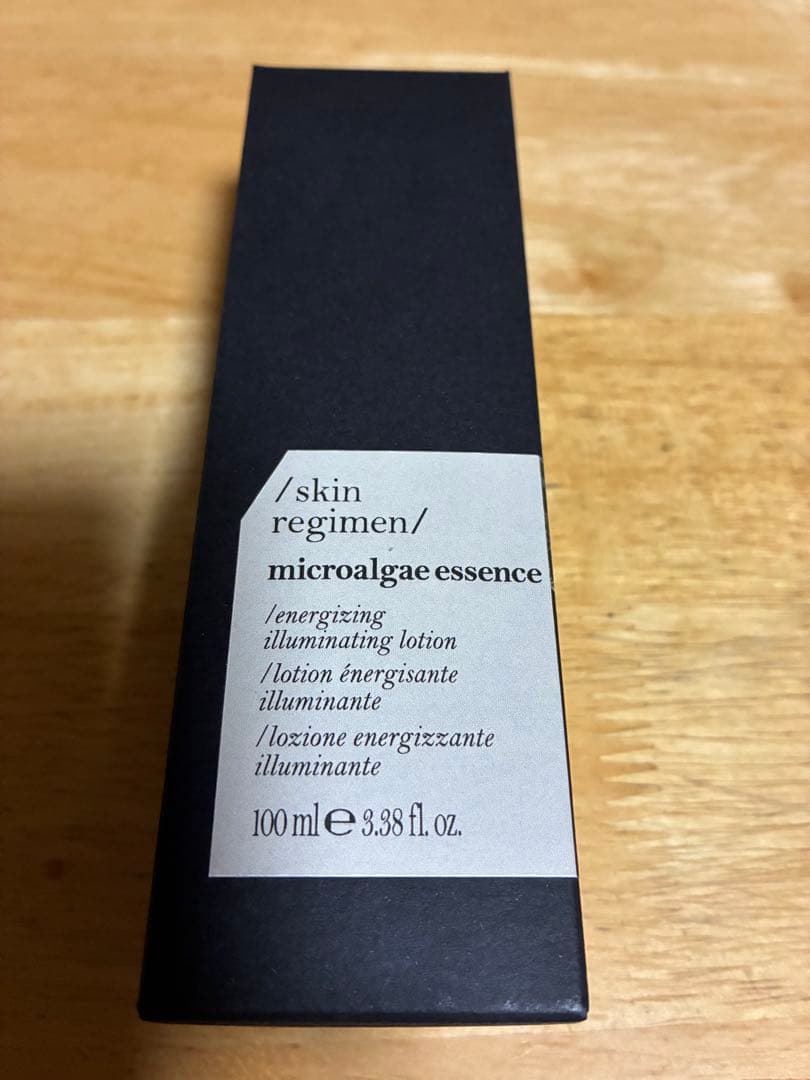 /skin
regimen/
microalgae essence
/energizing
illuminating lotion
/lotion énergisante
illuminante
/lozione energizzante
illuminante
100 ml ℮ 3.38 fl. oz.